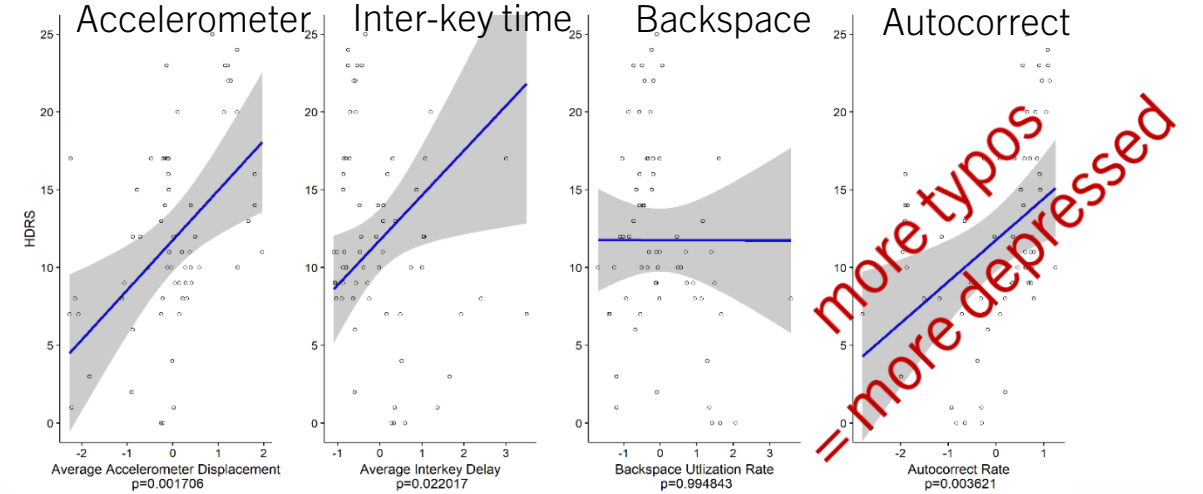 Accelerometer
Inter-key time
Backspace
Autocorrect
HDRS
25
20
15
10
5
0
-2 -1 0 1 2
Average Accelerometer Displacement
p=0.001706
25
20
15
10
5
0
-1 0 1 2 3
Average Interkey Delay
p=0.022017
25
20
15
10
5
0
-1 0 1 2 3
Backspace Utlization Rate
p=0.994843
25
20
15
10
5
0
-2 -1 0 1
Autocorrect Rate
p=0.003621
more typos
= more depressed